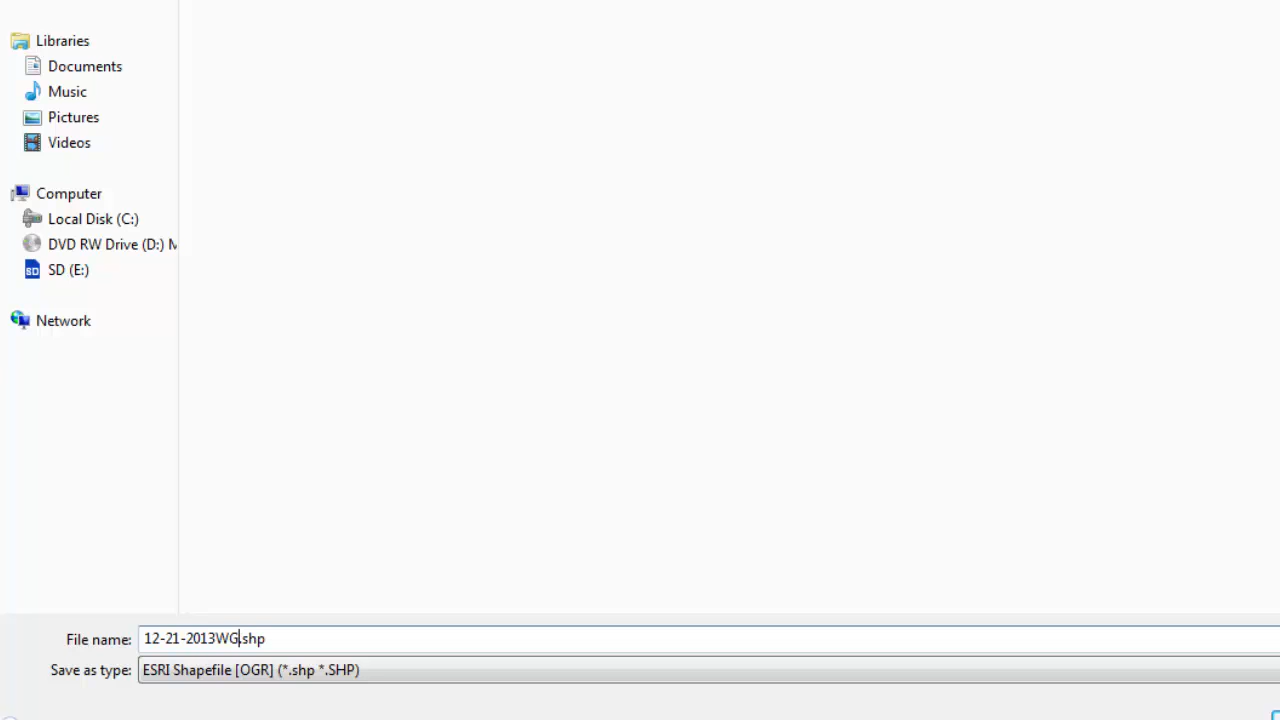 Libraries
Documents
Music
Pictures
Videos
Computer
Local Disk (C:)
DVD RW Drive (D:) M
SD (E:)
Network
File name: 12-21-2013WG.shp
Save as type: ESRI Shapefile [OGR] (*.shp *.SHP)